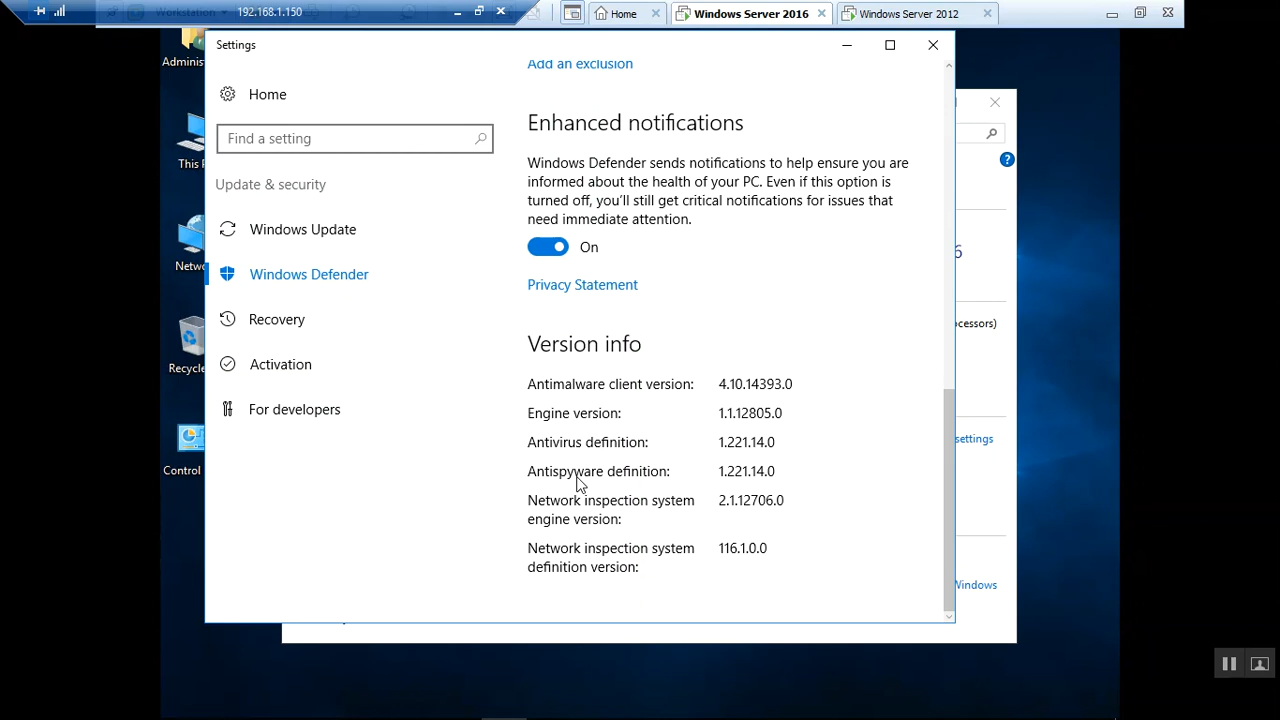 Workstation
192.168.1.150
Home
Windows Server 2016
Windows Server 2012
Adminis
This P
Netwo
Recycle
Control
Settings
Home
Find a setting
Update & security
Windows Update
Windows Defender
Recovery
Activation
For developers
Add an exclusion
Enhanced notifications
Windows Defender sends notifications to help ensure you are
informed about the health of your PC. Even if this option is
turned off, you'll still get critical notifications for issues that
need immediate attention.
On
Privacy Statement
Version info
Antimalware client version: 4.10.14393.0
Engine version: 1.1.12805.0
Antivirus definition: 1.221.14.0
Antispyware definition: 1.221.14.0
Network inspection system 2.1.12706.0
engine version:
Network inspection system 116.1.0.0
definition version:
?
6
ocessors)
settings
Windows